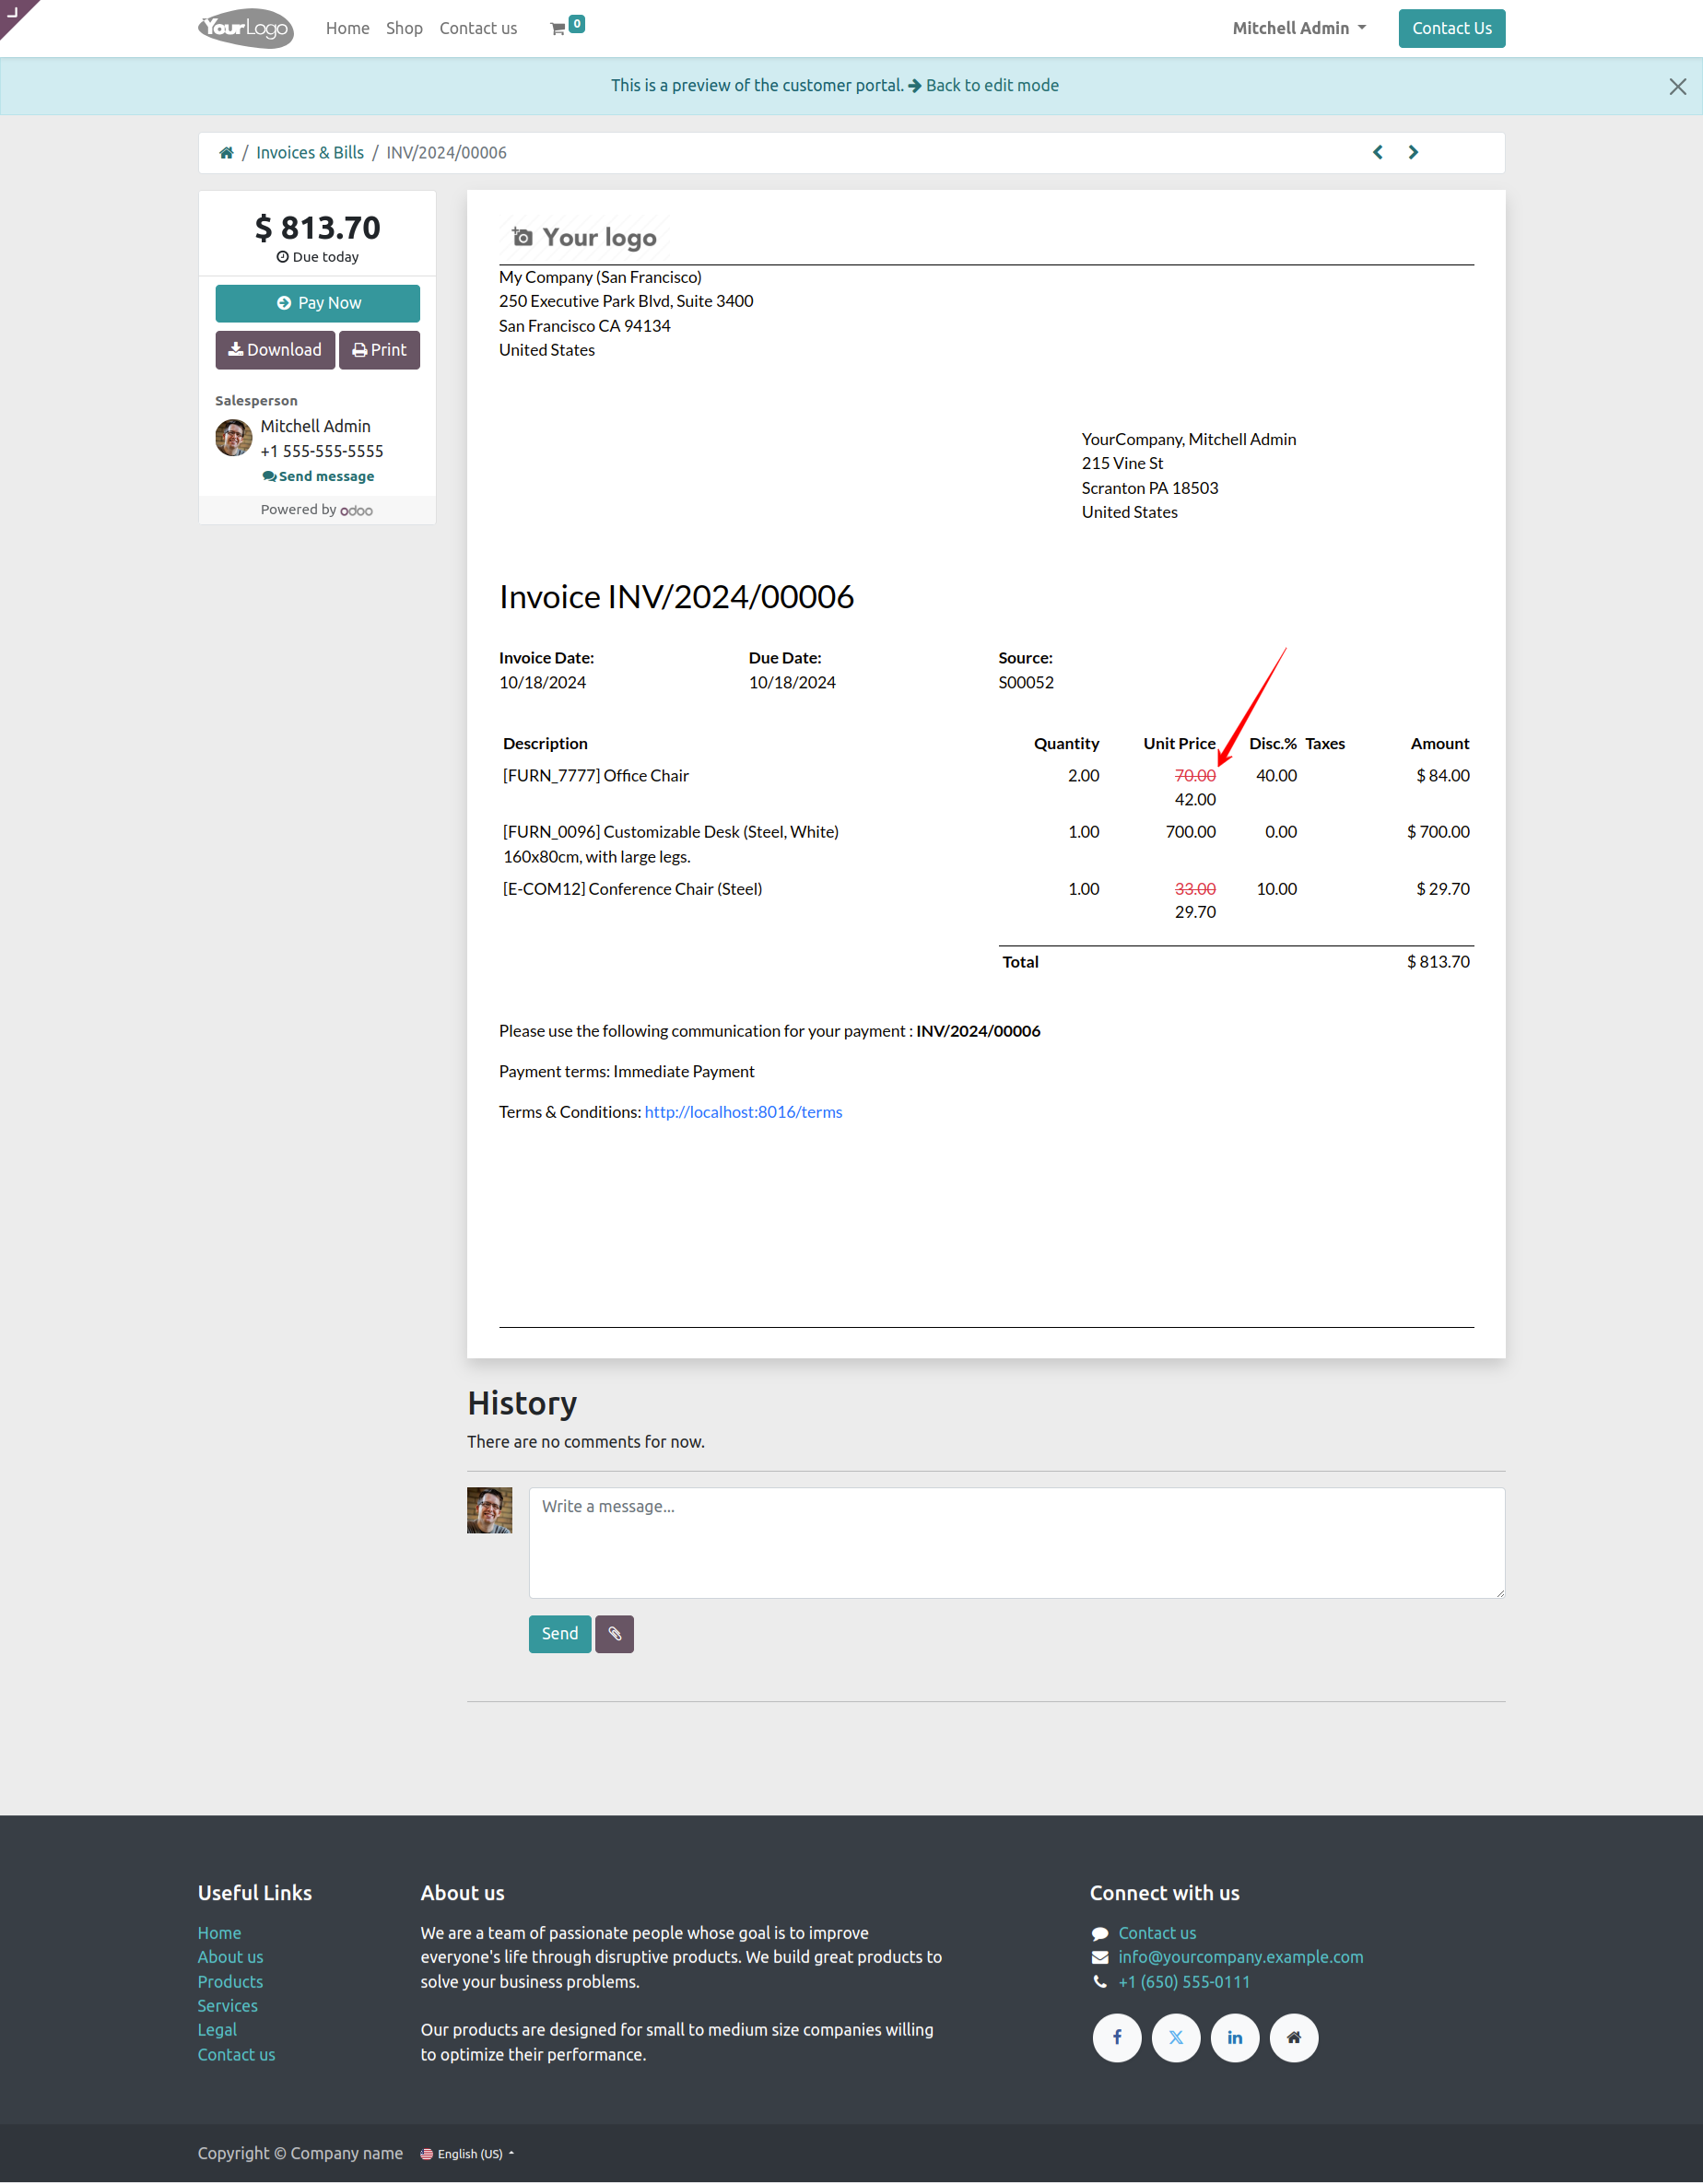 YourLogo Home Shop Contact us 0 Mitchell Admin Contact Us
This is a preview of the customer portal. Back to edit mode
/ Invoices & Bills / INV/2024/00006
$ 813.70
Due today
Pay Now
Download Print
Salesperson
Mitchell Admin
+1 555-555-5555
Send message
Powered by odoo
Your logo
My Company (San Francisco)
250 Executive Park Blvd, Suite 3400
San Francisco CA 94134
United States
YourCompany, Mitchell Admin
215 Vine St
Scranton PA 18503
United States
Invoice INV/2024/00006
Invoice Date: Due Date: Source:
10/18/2024 10/18/2024 S00052
Description Quantity Unit Price Disc.% Taxes Amount
[FURN_7777] Office Chair 2.00 70.00 40.00 $ 84.00
42.00
[FURN_0096] Customizable Desk (Steel, White) 1.00 700.00 0.00 $ 700.00
160x80cm, with large legs.
[E-COM12] Conference Chair (Steel) 1.00 33.00 10.00 $ 29.70
29.70
Total $ 813.70
Please use the following communication for your payment : INV/2024/00006
Payment terms: Immediate Payment
Terms & Conditions: http://localhost:8016/terms
History
There are no comments for now.
Write a message...
Send
Useful Links
Home
About us
Products
Services
Legal
Contact us
About us
We are a team of passionate people whose goal is to improve
everyone's life through disruptive products. We build great products to
solve your business problems.
Our products are designed for small to medium size companies willing
to optimize their performance.
Connect with us
Contact us
info@yourcompany.example.com
+1 (650) 555-0111
Copyright © Company name English (US)